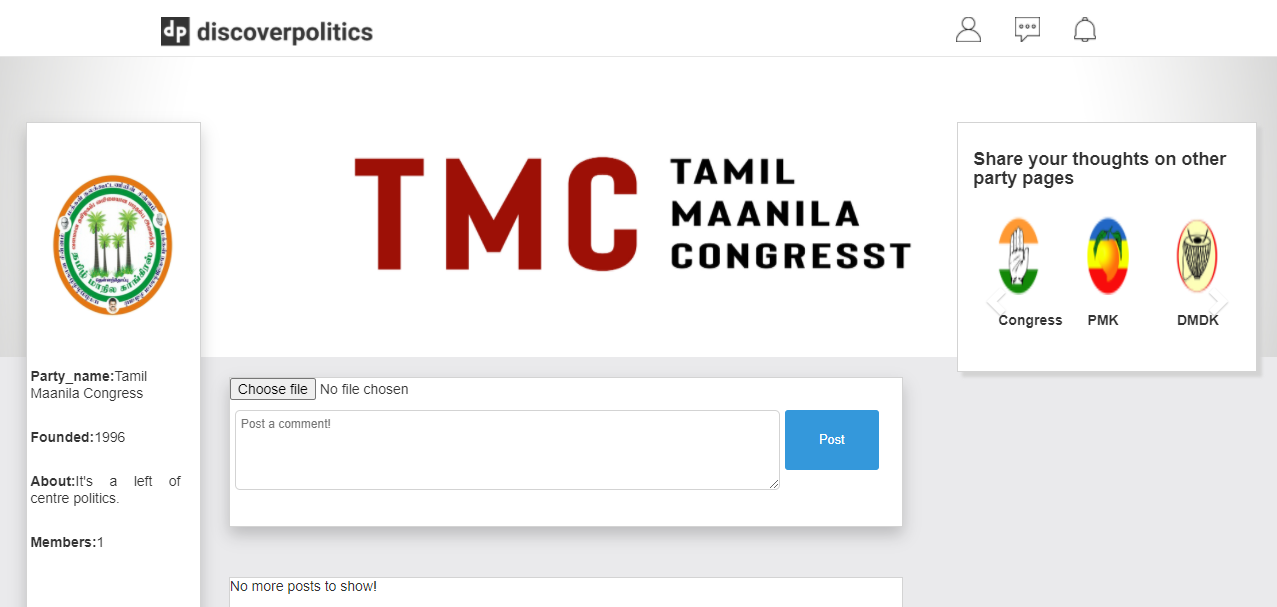 dp discoverpolitics
TMC
TAMIL
MAANILA
CONGRESST
Share your thoughts on other
party pages
Congress
PMK
DMDK
Party_name:Tamil
Maanila Congress
Founded:1996
About:It's a left of
centre politics.
Members:1
Choose file No file chosen
Post a comment!
Post
No more posts to show!